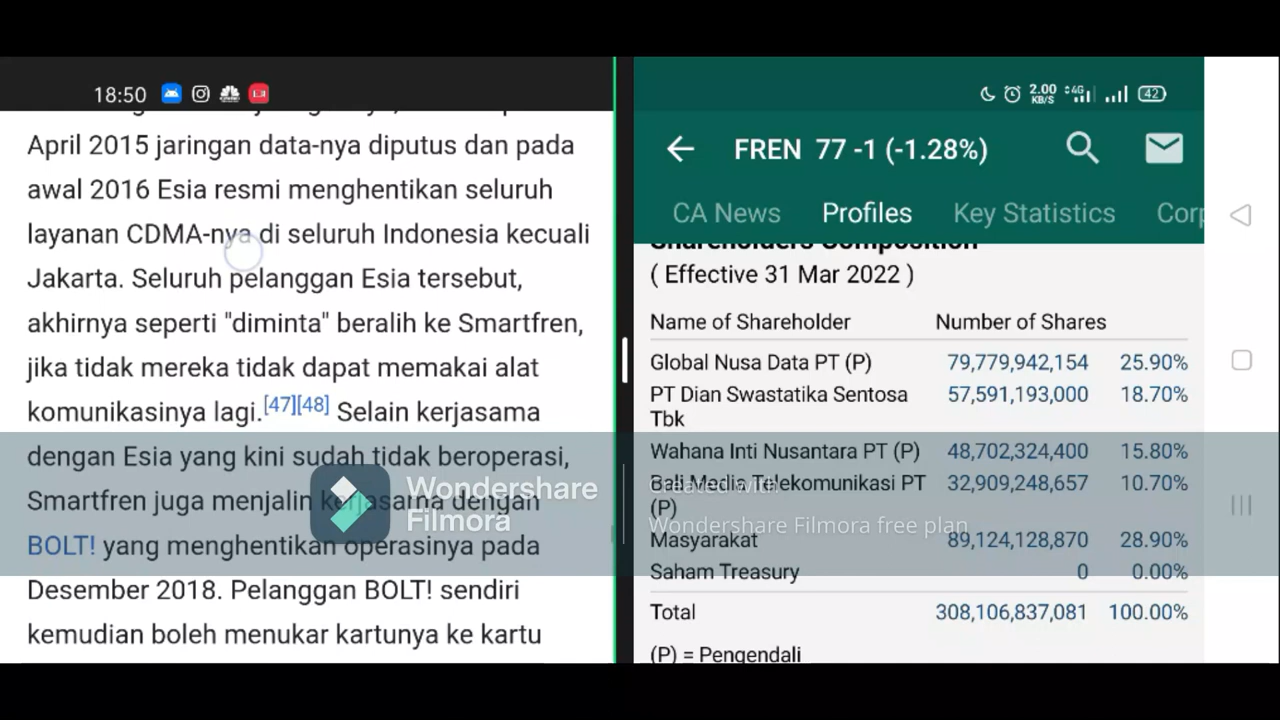 18:50
April 2015 jaringan data-nya diputus dan pada
awal 2016 Esia resmi menghentikan seluruh
layanan CDMA-nya di seluruh Indonesia kecuali
Jakarta. Seluruh pelanggan Esia tersebut,
akhirnya seperti "diminta" beralih ke Smartfren,
jika tidak mereka tidak dapat memakai alat
komunikasinya lagi.[47][48] Selain kerjasama
dengan Esia yang kini sudah tidak beroperasi,
Smartfren juga menjalin kerjasama dengan
BOLT! yang menghentikan operasinya pada
Desember 2018. Pelanggan BOLT! sendiri
kemudian boleh menukar kartunya ke kartu
Wondershare
Filmora
2.00 KB/S 4G 42
FREN 77 -1 (-1.28%)
CA News Profiles Key Statistics Corp
Shareholders Composition
( Effective 31 Mar 2022 )
Name of Shareholder Number of Shares
Global Nusa Data PT (P) 79,779,942,154 25.90%
PT Dian Swastatika Sentosa 57,591,193,000 18.70%
Tbk
Wahana Inti Nusantara PT (P) 48,702,324,400 15.80%
Bali Media Telekomunikasi PT 32,909,248,657 10.70%
(P)
Created with
Wondershare Filmora free plan
Masyarakat 89,124,128,870 28.90%
Saham Treasury 0 0.00%
Total 308,106,837,081 100.00%
(P) = Pengendali